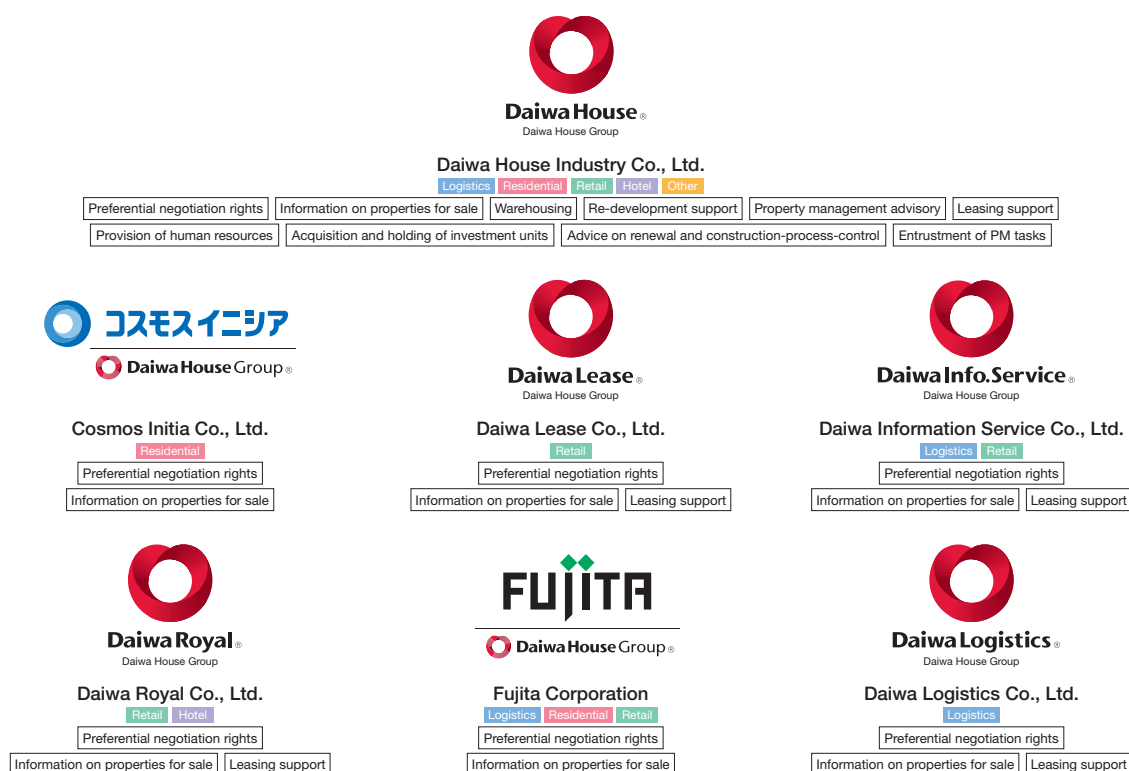 Daiwa House®
Daiwa House Group
Daiwa House Industry Co., Ltd.
Logistics Residential Retail Hotel Other
Preferential negotiation rights Information on properties for sale Warehousing Re-development support Property management advisory Leasing support
Provision of human resources Acquisition and holding of investment units Advice on renewal and construction-process-control Entrustment of PM tasks
コスモスイニシア
Daiwa House Group®
Cosmos Initia Co., Ltd.
Residential
Preferential negotiation rights
Information on properties for sale
Daiwa Lease®
Daiwa House Group
Daiwa Lease Co., Ltd.
Retail
Preferential negotiation rights
Information on properties for sale Leasing support
Daiwa Info.Service®
Daiwa House Group
Daiwa Information Service Co., Ltd.
Logistics Retail
Preferential negotiation rights
Information on properties for sale Leasing support
Daiwa Royal®
Daiwa House Group
Daiwa Royal Co., Ltd.
Retail Hotel
Preferential negotiation rights
Information on properties for sale Leasing support
FUJITA
Daiwa House Group®
Fujita Corporation
Logistics Residential Retail
Preferential negotiation rights
Information on properties for sale
Daiwa Logistics®
Daiwa House Group
Daiwa Logistics Co., Ltd.
Logistics
Preferential negotiation rights
Information on properties for sale Leasing support